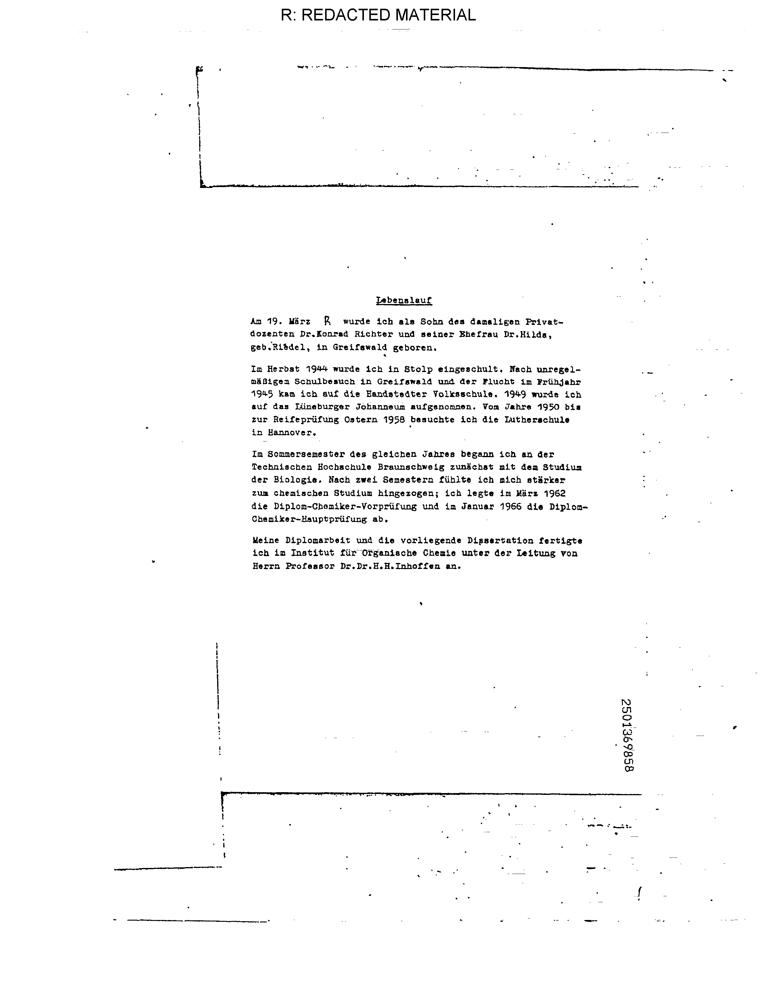 R: REDACTED MATERIAL
Lebenslauf
Am 19. März R wurde ich als Sohn des damaligen Privat-
dozenten Dr.Konrad Richter und seiner Ehefrau Dr.Hilda,
geb.Riädel, in Greifswald geboren.
Im Herbst 1944 wurde ich in Stolp eingeschult. Nach unregel-
mäßigem Schulbesuch in Greifswald und der Flucht im Frühjahr
1945 kam ich auf die Handstedter Volksschule. 1949 wurde ich
auf das Lüneburger Johanneum aufgenommen. Vom Jahre 1950 bis
zur Reifeprüfung Ostern 1958 besuchte ich die Lutherschule
in Hannover.
Im Sommersemester des gleichen Jahres begann ich an der
Technischen Hochschule Braunschweig zunächst mit dem Studium
der Biologie. Nach zwei Semestern fühlte ich mich stärker
zum chemischen Studium hingezogen; ich legte im März 1962
die Diplom-Chemiker-Vorprüfung und im Januar 1966 die Diplom-
Chemiker-Hauptprüfung ab.
Meine Diplomarbeit und die vorliegende Dissertation fertigte
ich im Institut für Organische Chemie unter der Leitung von
Herrn Professor Dr.Dr.H.H.Inhoffen an.
2501369858